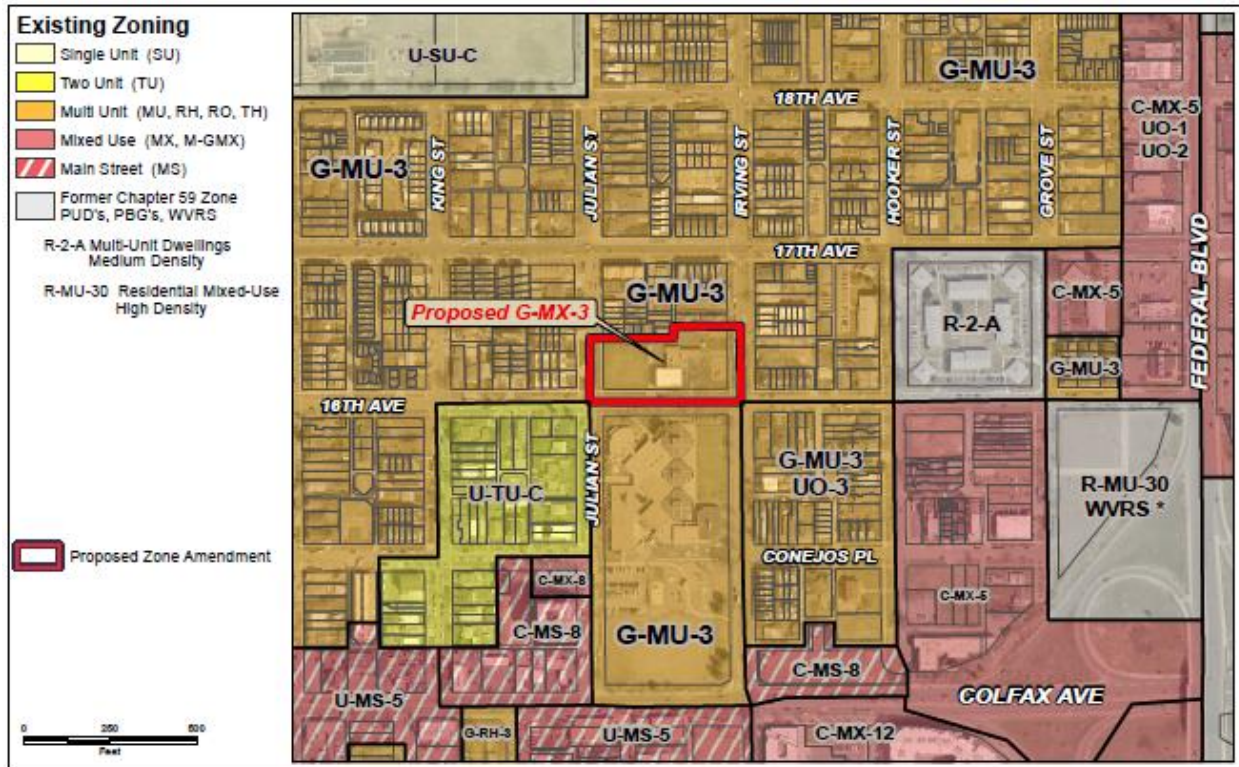 Existing Zoning
Single Unit (SU)
Two Unit (TU)
Multi Unit (MU, RH, RO, TH)
Mixed Use (MX, M-GMX)
Main Street (MS)
Former Chapter 59 Zone
PUD's, PBG's, WVRS
R-2-A Multi-Unit Dwellings
Medium Density
R-MU-30 Residential Mixed-Use
High Density
Proposed Zone Amendment
0 250 500
Feet
U-SU-C
G-MU-3
18TH AVE
C-MX-5
UO-1
UO-2
G-MU-3
KING ST
JULIAN ST
IRVING ST
HOOKER ST
GROVE ST
FEDERAL BLVD
17TH AVE
G-MU-3
C-MX-5
Proposed G-MX-3
R-2-A
G-MU-3
16TH AVE
U-TU-C
JULIAN ST
G-MU-3
UO-3
R-MU-30
WVRS *
CONEJOS PL
C-MX-8
C-MX-5
C-MS-8
G-MU-3
C-MS-8
COLFAX AVE
U-MS-5
G-RH-3
U-MS-5
C-MX-12